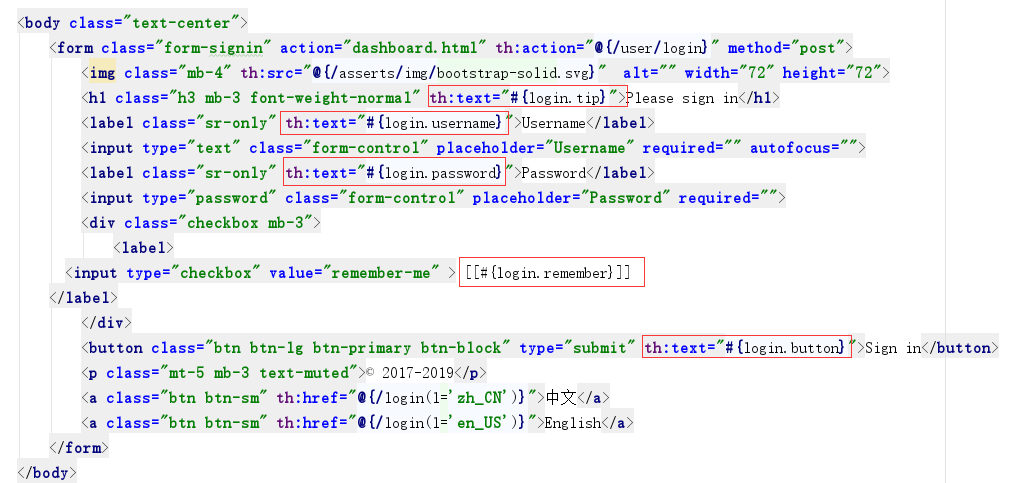 <body class="text-center">
<form class="form-signin" action="dashboard.html" th:action="@{/user/login}" method="post">
<img class="mb-4" th:src="@{/asserts/img/bootstrap-solid.svg}" alt="" width="72" height="72">
<h1 class="h3 mb-3 font-weight-normal" th:text="#{login.tip}">Please sign in</h1>
<label class="sr-only" th:text="#{login.username}">Username</label>
<input type="text" class="form-control" placeholder="Username" required="" autofocus="">
<label class="sr-only" th:text="#{login.password}">Password</label>
<input type="password" class="form-control" placeholder="Password" required="">
<div class="checkbox mb-3">
<label>
<input type="checkbox" value="remember-me" > [[#{login.remember}]]
</label>
</div>
<button class="btn btn-lg btn-primary btn-block" type="submit" th:text="#{login.button}">Sign in</button>
<p class="mt-5 mb-3 text-muted">© 2017-2019</p>
<a class="btn btn-sm" th:href="@{/login(l='zh_CN')}">中文</a>
<a class="btn btn-sm" th:href="@{/login(l='en_US')}">English</a>
</form>
</body>